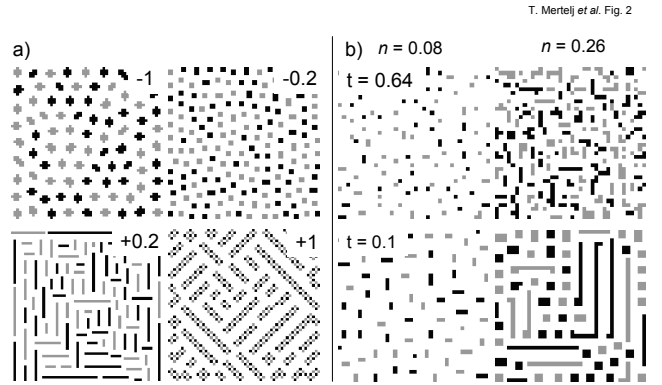 T. Mertelj et al. Fig. 2
a)
b)
n = 0.08
n = 0.26
-1
-0.2
t = 0.64
+0.2
+1
t = 0.1